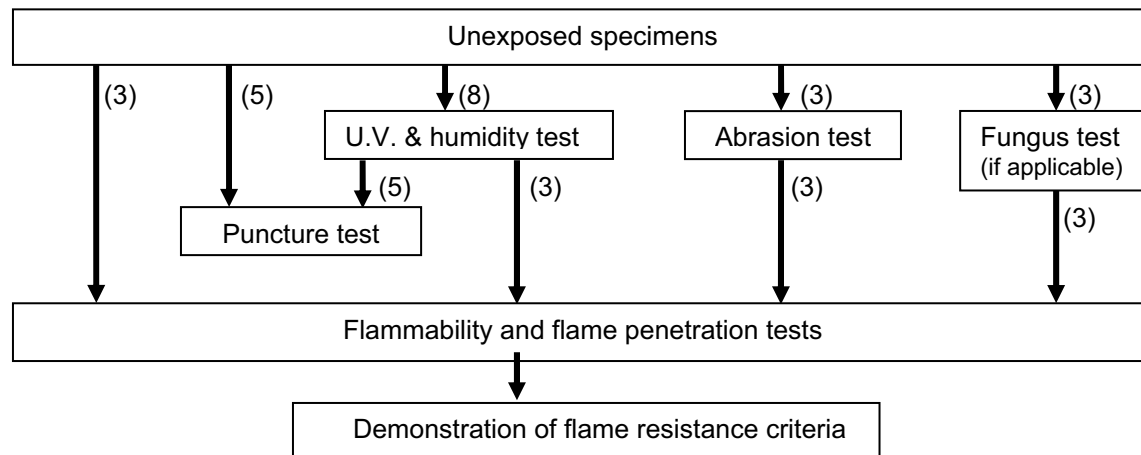 Unexposed specimens
(3)
(5)
(8)
(3)
(3)
U.V. & humidity test
Abrasion test
Fungus test
(if applicable)
(5)
(3)
(3)
(3)
Puncture test
Flammability and flame penetration tests
Demonstration of flame resistance criteria